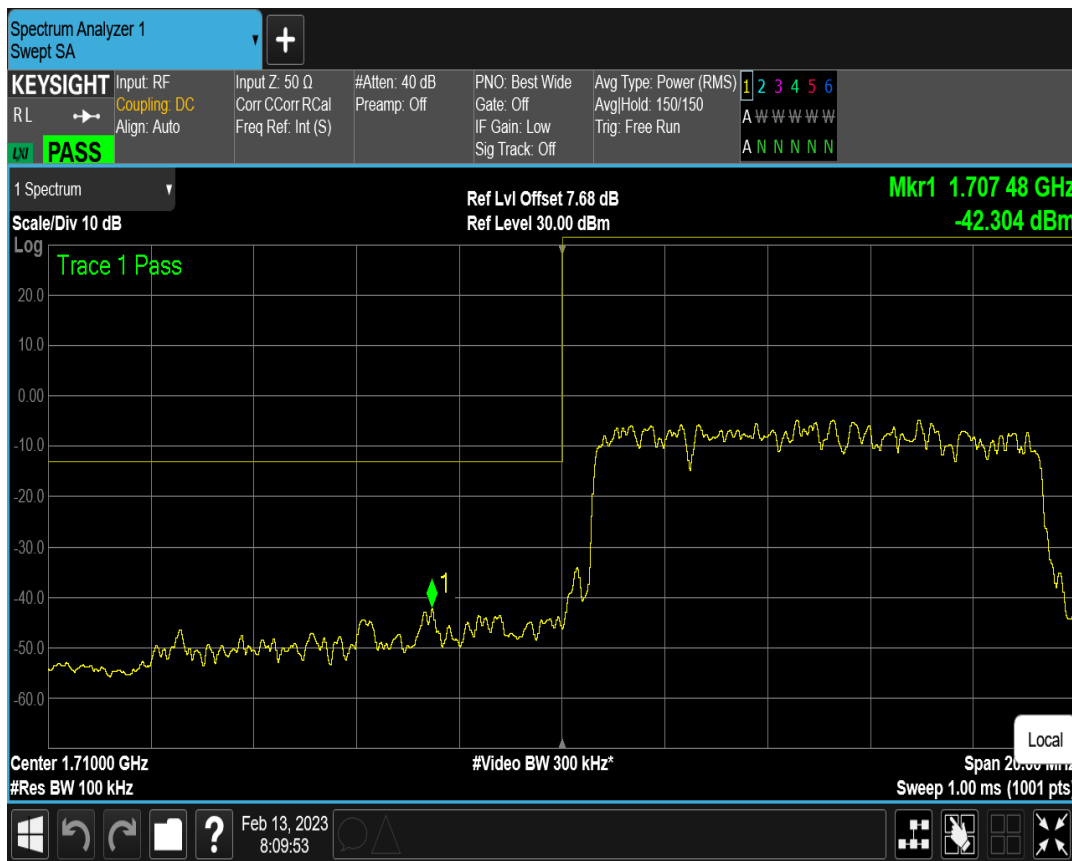 Spectrum Analyzer 1
Swept SA
+
KEYSIGHT Input: RF Input Z: 50 Ω #Atten: 40 dB PNO: Best Wide Avg Type: Power (RMS) 1 2 3 4 5 6
R L Coupling: DC Corr CCorr RCal Preamp: Off Gate: Off Avg|Hold: 150/150 A W W W W W
Align: Auto Freq Ref: Int (S) IF Gain: Low Trig: Free Run
LXI PASS Sig Track: Off A N N N N N
1 Spectrum Ref Lvl Offset 7.68 dB Mkr1 1.707 48 GHz
Scale/Div 10 dB Ref Level 30.00 dBm -42.304 dBm
Log
Trace 1 Pass
20.0
10.0
0.00
-10.0
-20.0
-30.0
-40.0
1
-50.0
-60.0
Local
Center 1.71000 GHz #Video BW 300 kHz* Span 20.00 MHz
#Res BW 100 kHz Sweep 1.00 ms (1001 pts)
? Feb 13, 2023
8:09:53